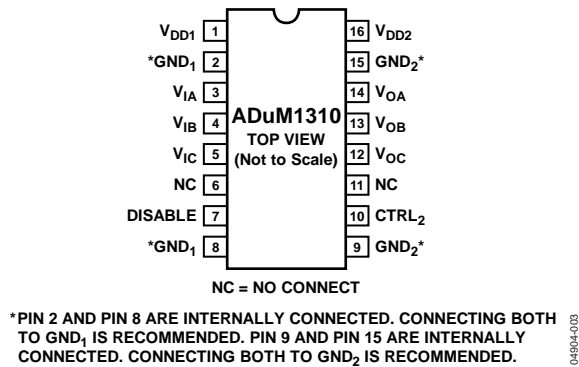 VDD1 1 16 VDD2
*GND1 2 15 GND2*
VIA 3 14 VOA
VIB 4 13 VOB
VIC 5 12 VOC
NC 6 11 NC
DISABLE 7 10 CTRL2
*GND1 8 9 GND2*
ADuM1310
TOP VIEW
(Not to Scale)
NC = NO CONNECT
*PIN 2 AND PIN 8 ARE INTERNALLY CONNECTED. CONNECTING BOTH
TO GND1 IS RECOMMENDED. PIN 9 AND PIN 15 ARE INTERNALLY
CONNECTED. CONNECTING BOTH TO GND2 IS RECOMMENDED.
04904-003